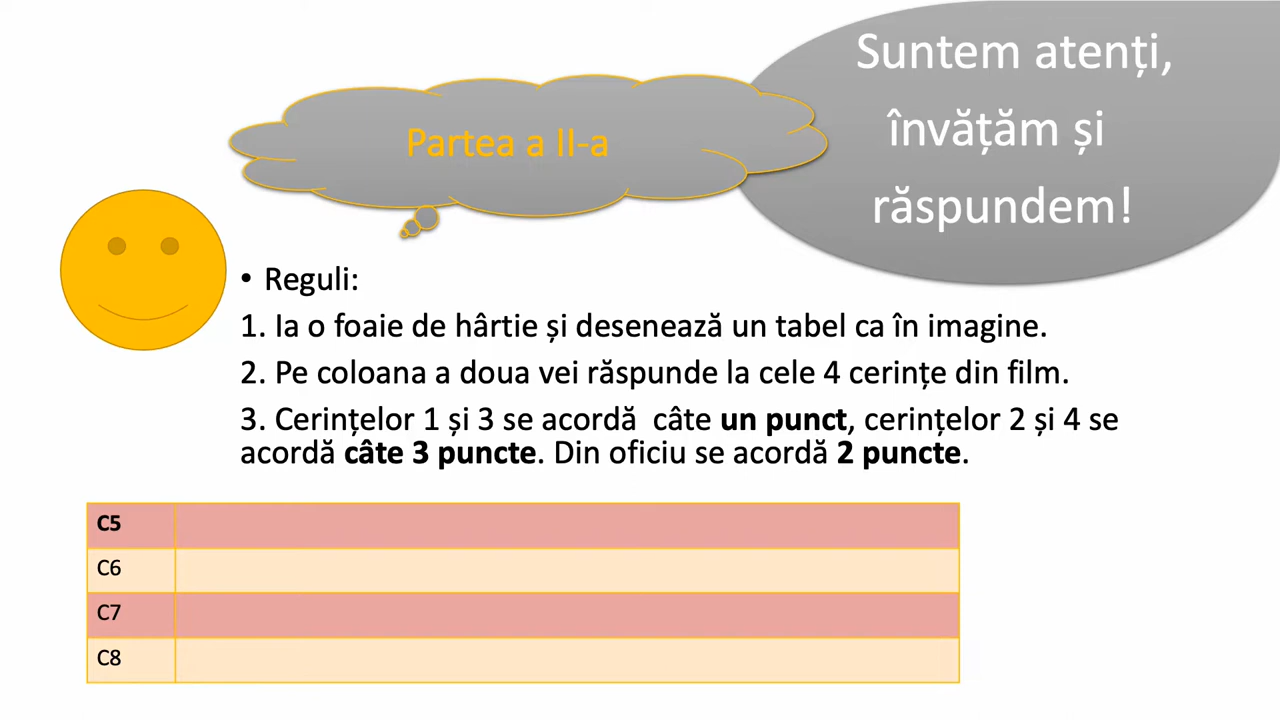 Suntem atenți,
învățăm și
răspundem!
Partea a II-a
• Reguli:
1. Ia o foaie de hârtie și desenează un tabel ca în imagine.
2. Pe coloana a doua vei răspunde la cele 4 cerințe din film.
3. Cerințelor 1 și 3 se acordă câte un punct, cerințelor 2 și 4 se
acordă câte 3 puncte. Din oficiu se acordă 2 puncte.
C5
C6
C7
C8